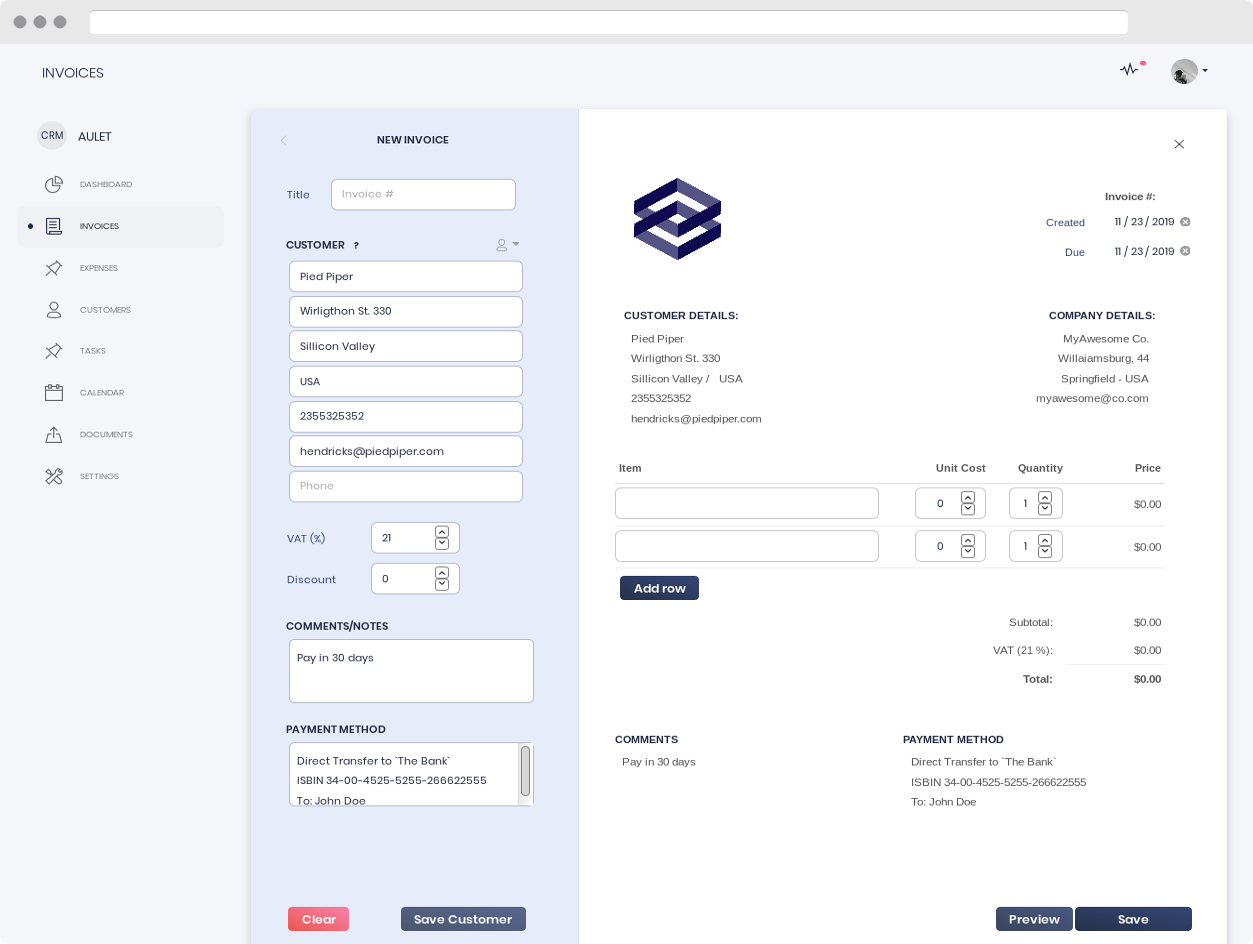 INVOICES
CRM AULET
DASHBOARD
INVOICES
EXPENSES
CUSTOMERS
TASKS
CALENDAR
DOCUMENTS
SETTINGS
NEW INVOICE
Title Invoice #
CUSTOMER ?
Pied Piper
Wirligthon St. 330
Sillicon Valley
USA
2355325352
hendricks@piedpiper.com
Phone
VAT (%) 21
Discount 0
COMMENTS/NOTES
Pay in 30 days
PAYMENT METHOD
Direct Transfer to `The Bank`
ISBIN 34-00-4525-5255-266622555
To: John Doe
Clear Save Customer
Invoice #:
Created 11 / 23 / 2019
Due 11 / 23 / 2019
CUSTOMER DETAILS:
Pied Piper
Wirligthon St. 330
Sillicon Valley / USA
2355325352
hendricks@piedpiper.com
COMPANY DETAILS:
MyAwesome Co.
Willaiamsburg, 44
Springfield - USA
myawesome@co.com
Item Unit Cost Quantity Price
0 1 $0.00
0 1 $0.00
Add row
Subtotal: $0.00
VAT (21 %): $0.00
Total: $0.00
COMMENTS
Pay in 30 days
PAYMENT METHOD
Direct Transfer to `The Bank`
ISBIN 34-00-4525-5255-266622555
To: John Doe
Preview Save